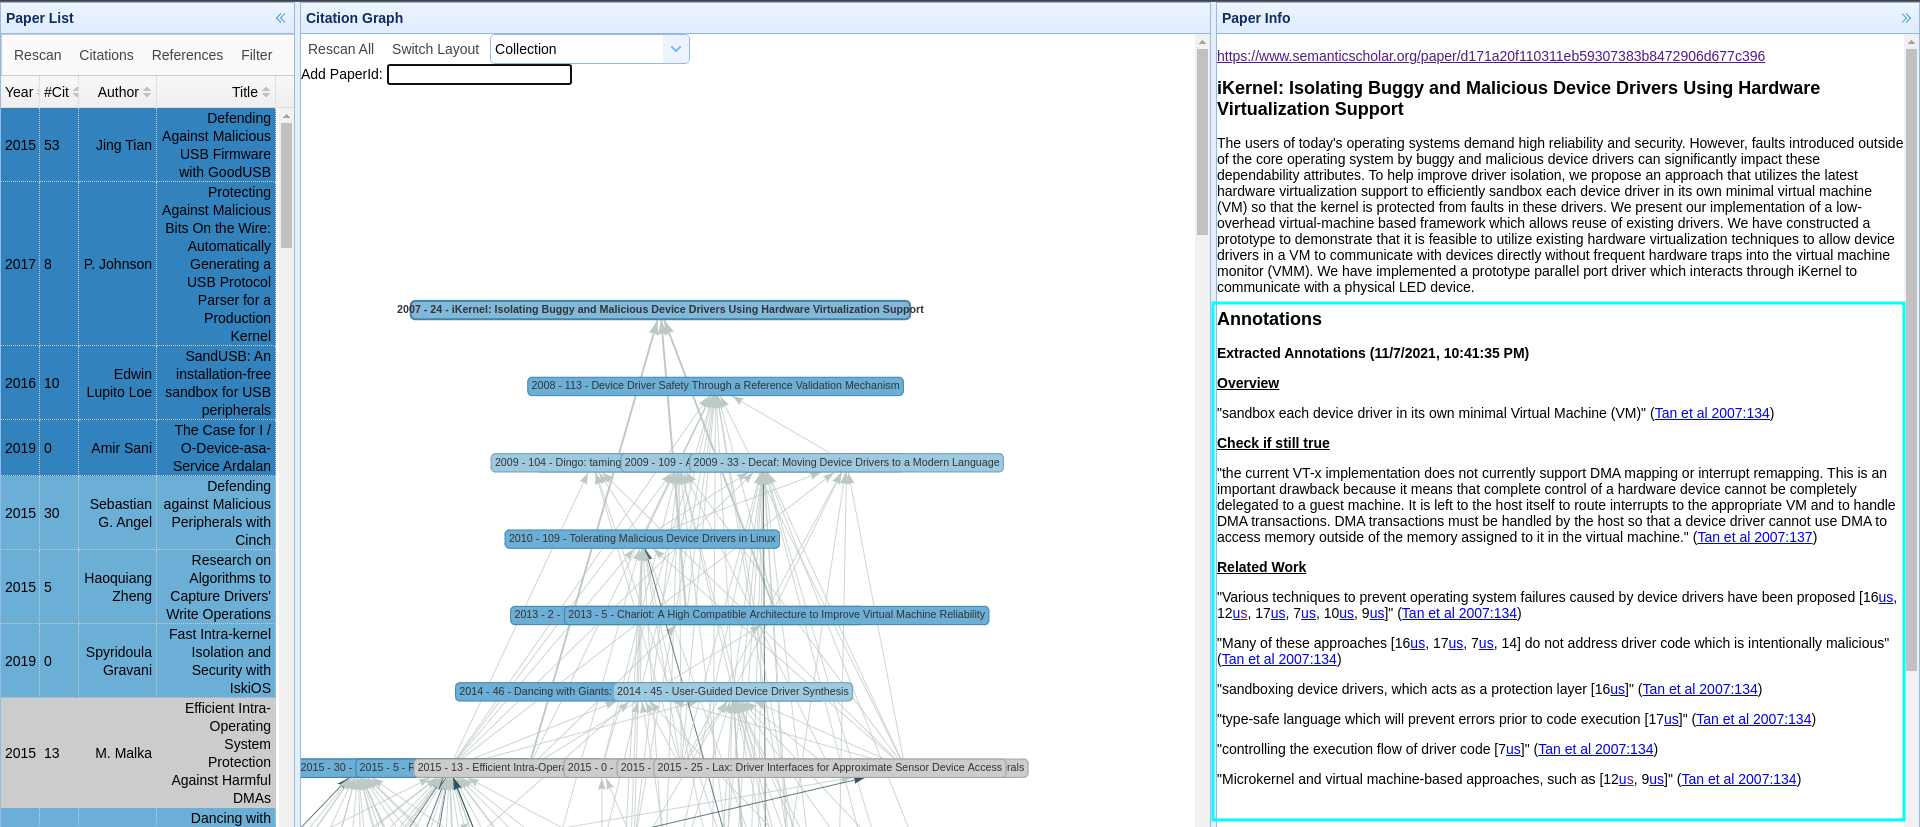 Paper List
Rescan Citations References Filter
Year #Cit Author Title
2015 53 Jing Tian Defending
Against Malicious
USB Firmware
with GoodUSB
2017 8 P. Johnson Protecting
Against Malicious
Bits On the Wire:
Automatically
Generating a
USB Protocol
Parser for a
Production
Kernel
2016 10 Edwin
Lupito Loe SandUSB: An
installation-free
sandbox for USB
peripherals
2019 0 Amir Sani The Case for I /
O-Device-asa-
Service Ardalan
2015 30 Sebastian
G. Angel Defending
against Malicious
Peripherals with
Cinch
2015 5 Haoquiang
Zheng Research on
Algorithms to
Capture Drivers'
Write Operations
2019 0 Spyridoula
Gravani Fast Intra-kernel
Isolation and
Security with
IskiOS
2015 13 M. Malka Efficient Intra-
Operating
System
Protection
Against Harmful
DMAs
Dancing with
Citation Graph
Rescan All Switch Layout Collection
Add PaperId:
2007 - 24 - iKernel: Isolating Buggy and Malicious Device Drivers Using Hardware Virtualization Support
2008 - 113 - Device Driver Safety Through a Reference Validation Mechanism
2009 - 104 - Dingo: taming 2009 - 109 - 2009 - 33 - Decaf: Moving Device Drivers to a Modern Language
2010 - 109 - Tolerating Malicious Device Drivers in Linux
2013 - 2 - 2013 - 5 - Chariot: A High Compatible Architecture to Improve Virtual Machine Reliability
2014 - 46 - Dancing with Giants: 2014 - 45 - User-Guided Device Driver Synthesis
2015 - 30 - 2015 - 5 - 2015 - 13 - Efficient Intra-Opera 2015 - 0 - 2015 - 2015 - 25 - Lax: Driver Interfaces for Approximate Sensor Device Access rals
Paper Info
https://www.semanticscholar.org/paper/d171a20f110311eb59307383b8472906d677c396
iKernel: Isolating Buggy and Malicious Device Drivers Using Hardware
Virtualization Support
The users of today's operating systems demand high reliability and security. However, faults introduced outside
of the core operating system by buggy and malicious device drivers can significantly impact these
dependability attributes. To help improve driver isolation, we propose an approach that utilizes the latest
hardware virtualization support to efficiently sandbox each device driver in its own minimal virtual machine
(VM) so that the kernel is protected from faults in these drivers. We present our implementation of a low-
overhead virtual-machine based framework which allows reuse of existing drivers. We have constructed a
prototype to demonstrate that it is feasible to utilize existing hardware virtualization techniques to allow device
drivers in a VM to communicate with devices directly without frequent hardware traps into the virtual machine
monitor (VMM). We have implemented a prototype parallel port driver which interacts through iKernel to
communicate with a physical LED device.
Annotations
Extracted Annotations (11/7/2021, 10:41:35 PM)
Overview
"sandbox each device driver in its own minimal Virtual Machine (VM)" (Tan et al 2007:134)
Check if still true
"the current VT-x implementation does not currently support DMA mapping or interrupt remapping. This is an
important drawback because it means that complete control of a hardware device cannot be completely
delegated to a guest machine. It is left to the host itself to route interrupts to the appropriate VM and to handle
DMA transactions. DMA transactions must be handled by the host so that a device driver cannot use DMA to
access memory outside of the memory assigned to it in the virtual machine." (Tan et al 2007:137)
Related Work
"Various techniques to prevent operating system failures caused by device drivers have been proposed [16us,
12us, 17us, 7us, 10us, 9us]" (Tan et al 2007:134)
"Many of these approaches [16us, 17us, 7us, 14] do not address driver code which is intentionally malicious"
(Tan et al 2007:134)
"sandboxing device drivers, which acts as a protection layer [16us]" (Tan et al 2007:134)
"type-safe language which will prevent errors prior to code execution [17us]" (Tan et al 2007:134)
"controlling the execution flow of driver code [7us]" (Tan et al 2007:134)
"Microkernel and virtual machine-based approaches, such as [12us, 9us]" (Tan et al 2007:134)